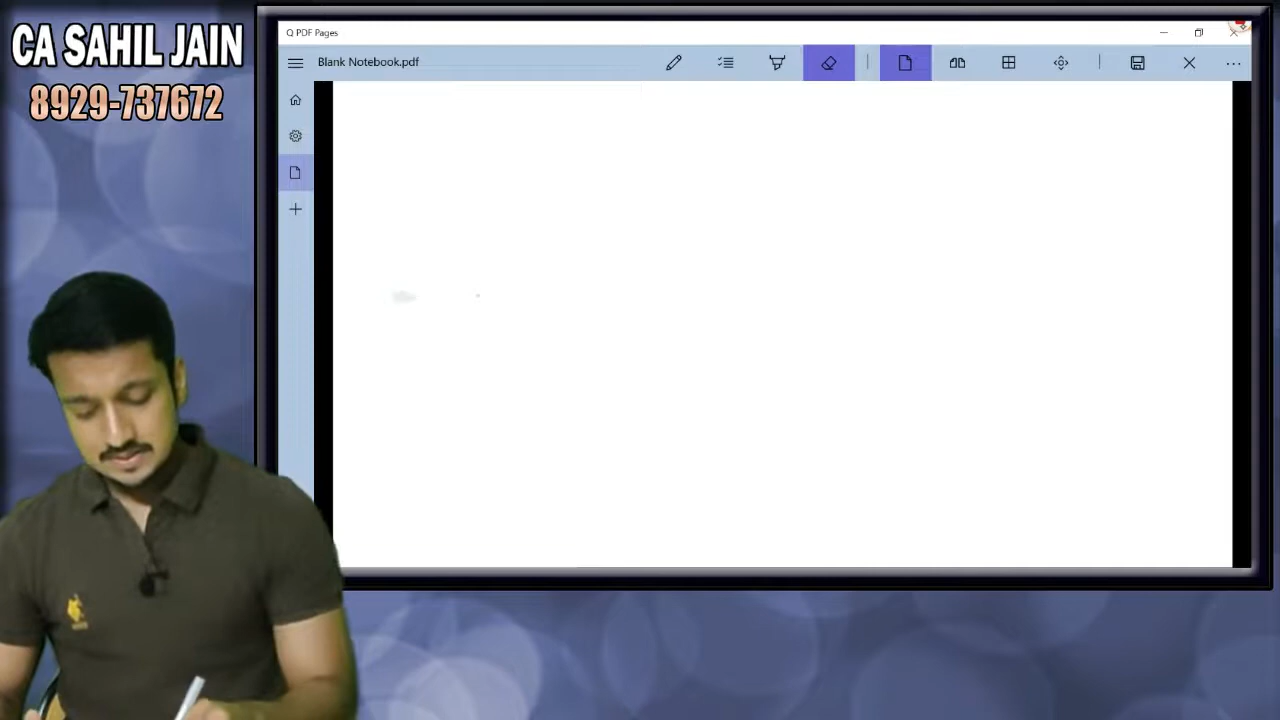 CA SAHIL JAIN
8929-737672
Q PDF Pages
Blank Notebook.pdf